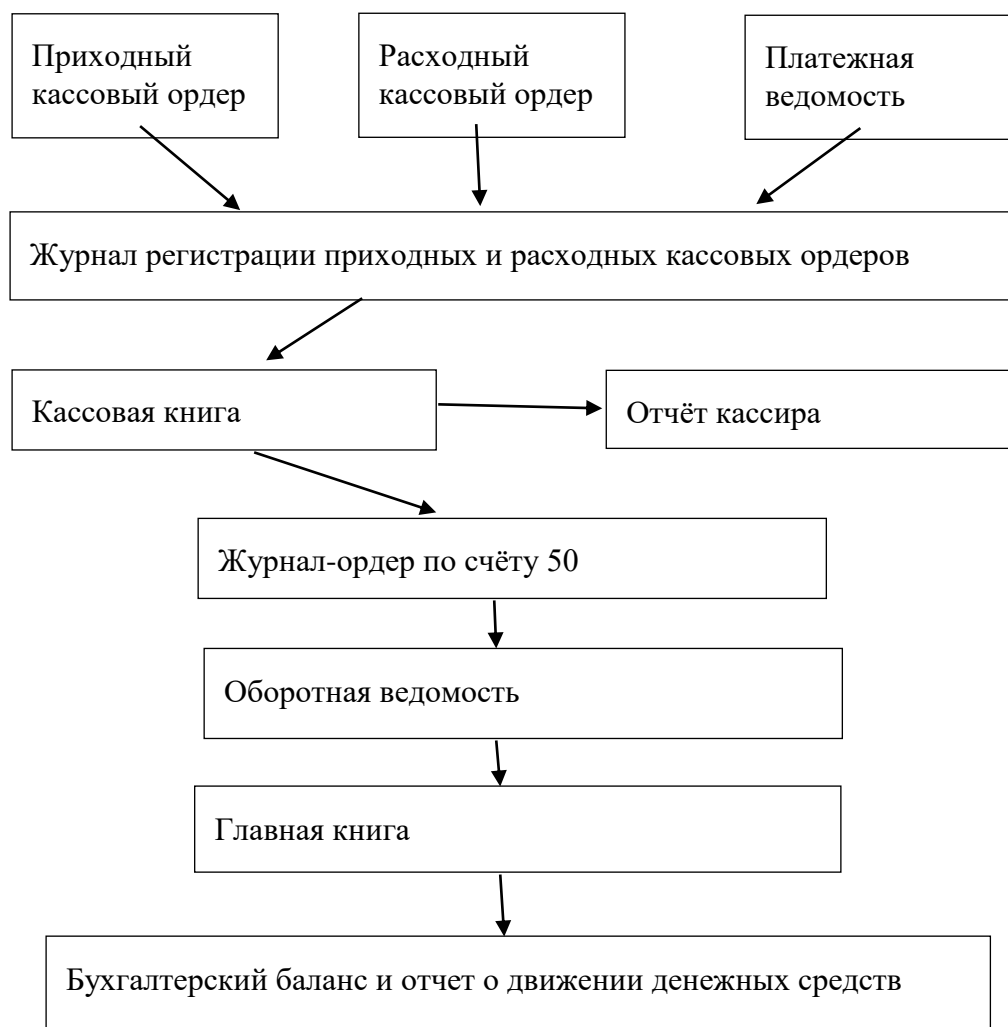 Приходный
кассовый ордер
Расходный
кассовый ордер
Платежная
ведомость
Журнал регистрации приходных и расходных кассовых ордеров
Кассовая книга
Отчёт кассира
Журнал-ордер по счёту 50
Оборотная ведомость
Главная книга
Бухгалтерский баланс и отчет о движении денежных средств